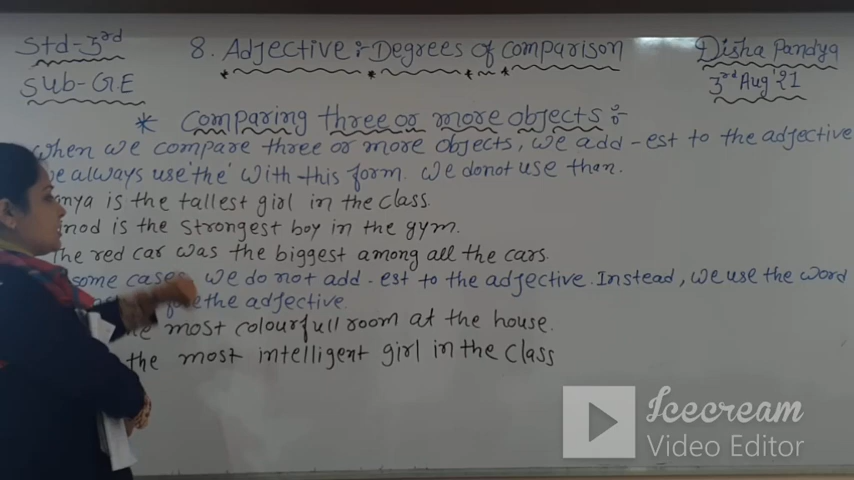 Std-3rd
Sub-GE
8. Adjective :- Degrees of comparison
Disha Pandya
3rd Aug '21
* Comparing three or more objects :-
when we compare three or more objects, we add -est to the adjective
always use 'the' with this form. we donot use than.
is the tallest girl in the class.
is the strongest boy in the gym.
The red car was the biggest among all the cars.
some cases, we do not add -est to the adjective. Instead, we use the word
the adjective.
most colourfull room at the house.
the most intelligent girl in the class
Icecream
Video Editor